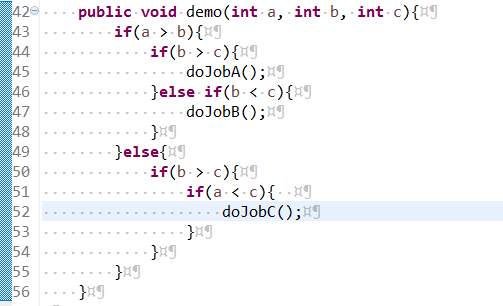 42 public void demo(int a, int b, int c){¤¶
43 if(a > b){¤¶
44 if(b > c){¤¶
45 doJobA();¤¶
46 }else if(b < c){¤¶
47 doJobB();¤¶
48 }¤¶
49 }else{¤¶
50 if(b > c){¤¶
51 if(a < c){ ¤¶
52 doJobC();¤¶
53 }¤¶
54 }¤¶
55 }¤¶
56 }¤¶